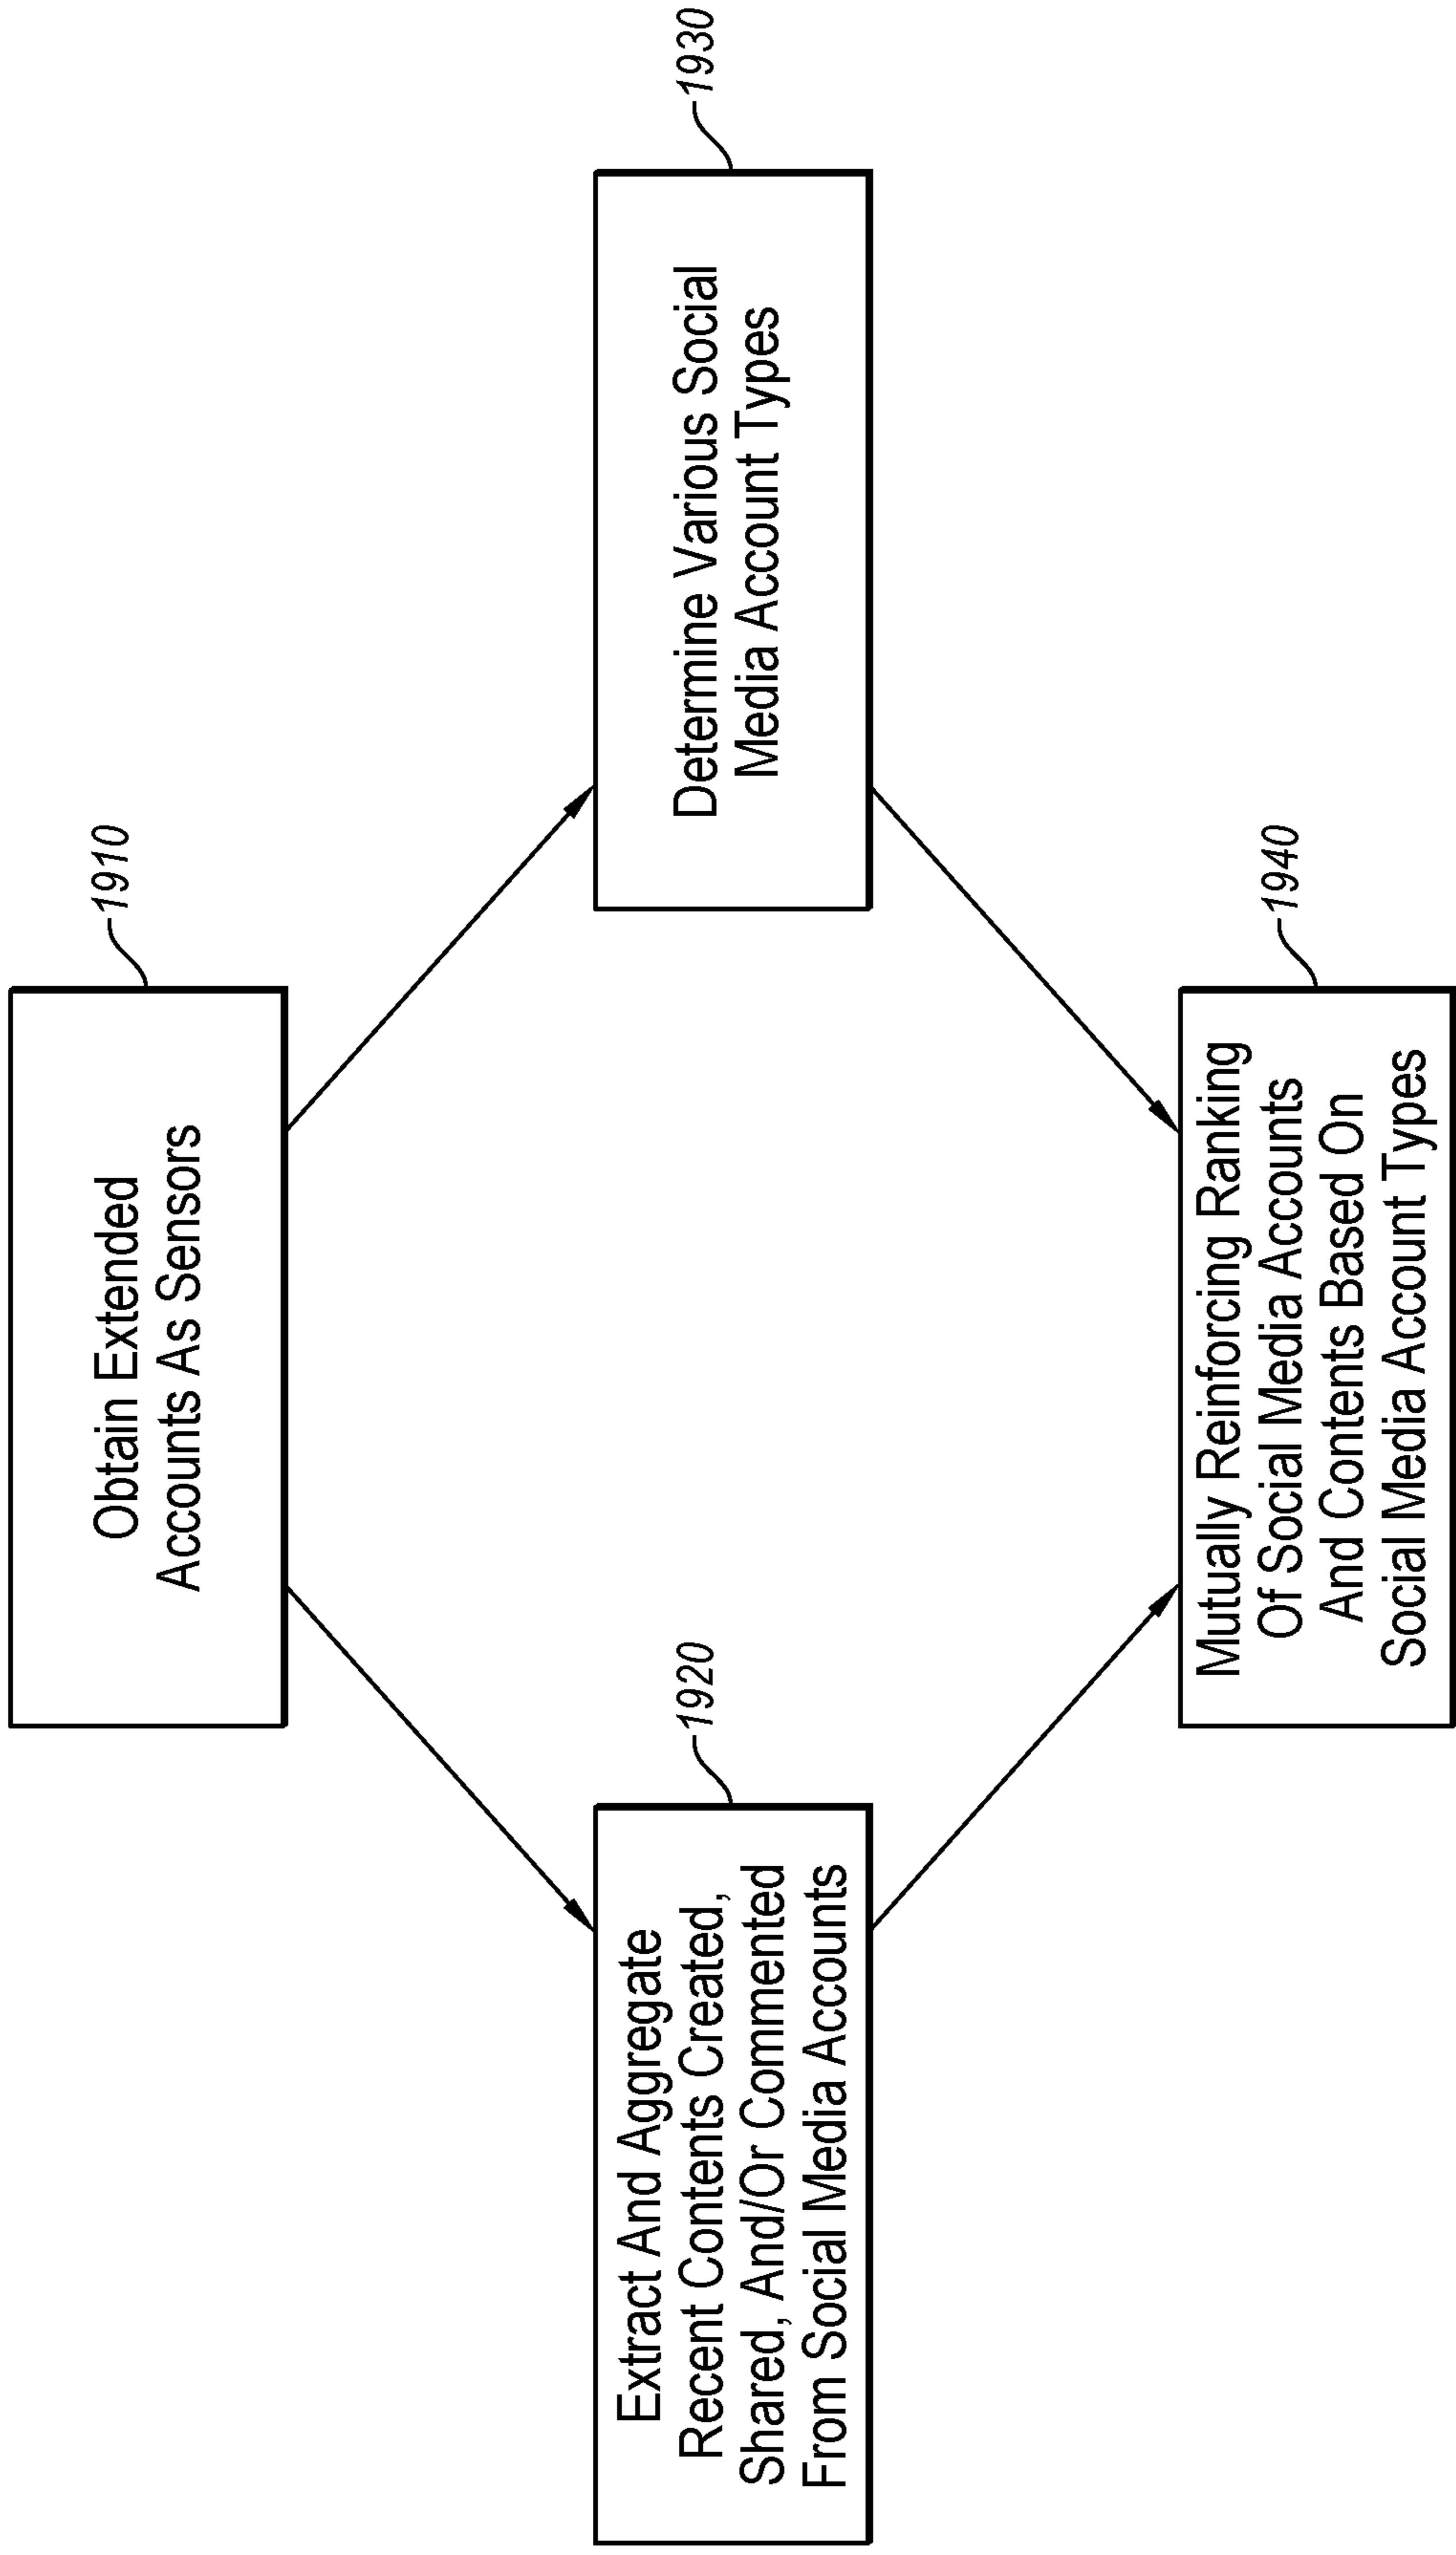 Obtain Extended
Accounts As Sensors
1910
Extract And Aggregate
Recent Contents Created,
Shared, And/Or Commented
From Social Media Accounts
1920
Determine Various Social
Media Account Types
1930
Mutually Reinforcing Ranking
Of Social Media Accounts
And Contents Based On
Social Media Account Types
1940